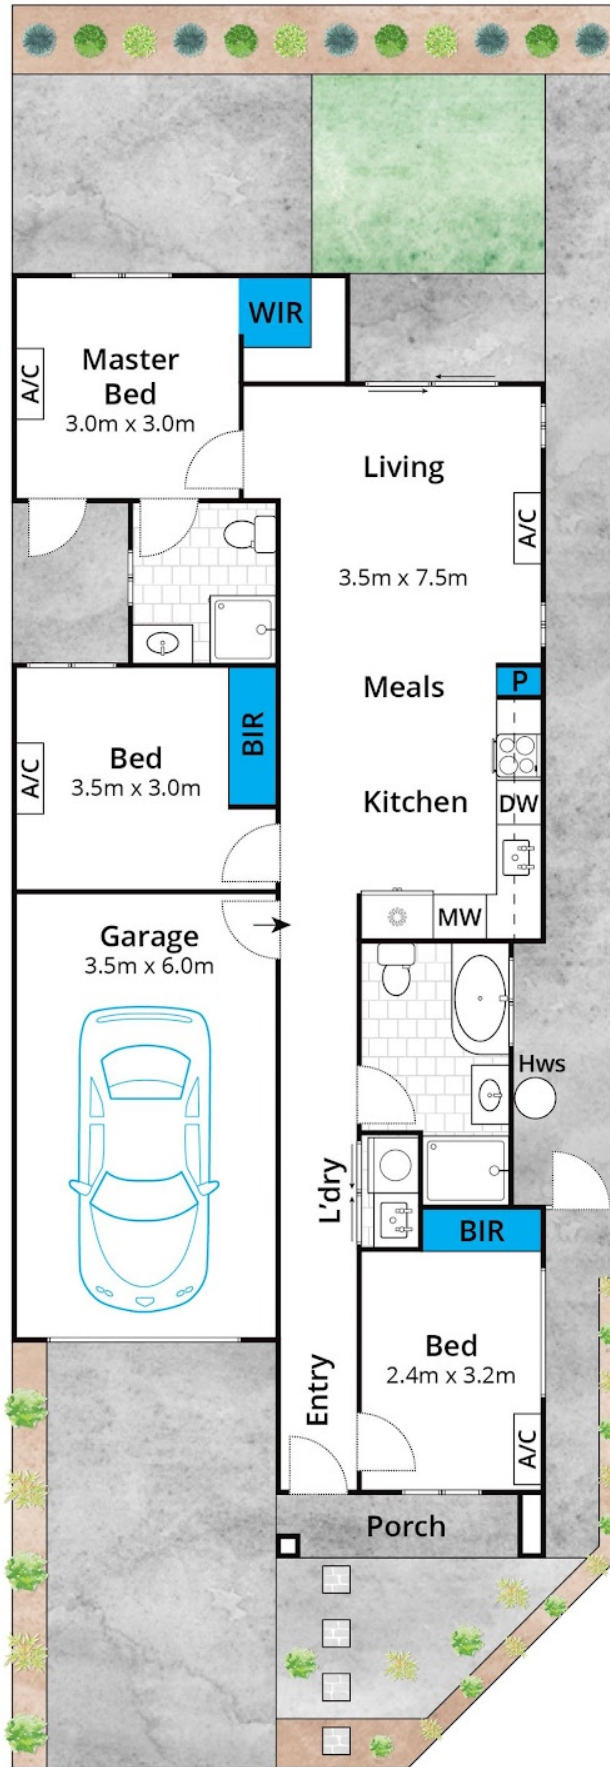 WIR
Master
Bed
3.0m x 3.0m
A/C
Living
A/C
3.5m x 7.5m
Meals
P
BIR
Bed
3.5m x 3.0m
A/C
Kitchen
DW
MW
Garage
3.5m x 6.0m
Hws
L'dry
BIR
Bed
2.4m x 3.2m
Entry
A/C
Porch